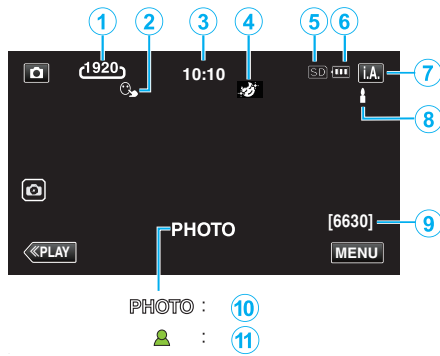 1 2 3 4 5 6
1920 10:10 SD i.A. 7
8
[6630] 9
PHOTO
≪PLAY MENU
PHOTO : 10
: 11